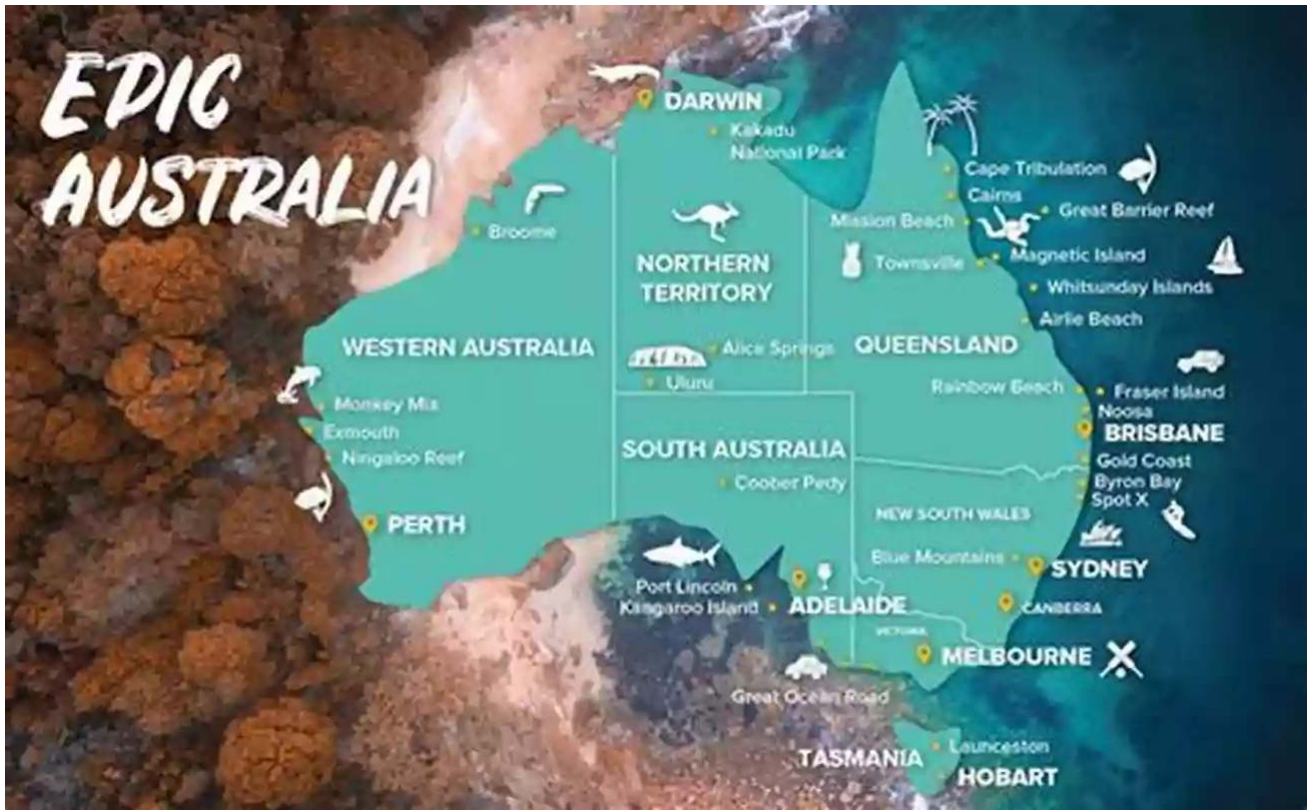 EPIC
AUSTRALIA
DARWIN
Kakadu
National Park
Cape Tribulation
Cairns
Great Barrier Reef
Mission Beach
Broome
NORTHERN
TERRITORY
Magnetic Island
Townsville
Whitsunday Islands
Airlie Beach
WESTERN AUSTRALIA
Alice Springs
QUEENSLAND
Uluru
Rainbow Beach
Fraser Island
Monkey Mia
Noosa
Exmouth
BRISBANE
SOUTH AUSTRALIA
Ningaloo Reef
Gold Coast
Coober Pedy
Byron Bay
Spot X
NEW SOUTH WALES
PERTH
Blue Mountains
SYDNEY
Port Lincoln
Kangaroo Island
ADELAIDE
CANBERRA
VICTORIA
MELBOURNE
Great Ocean Road
Launceston
TASMANIA
HOBART